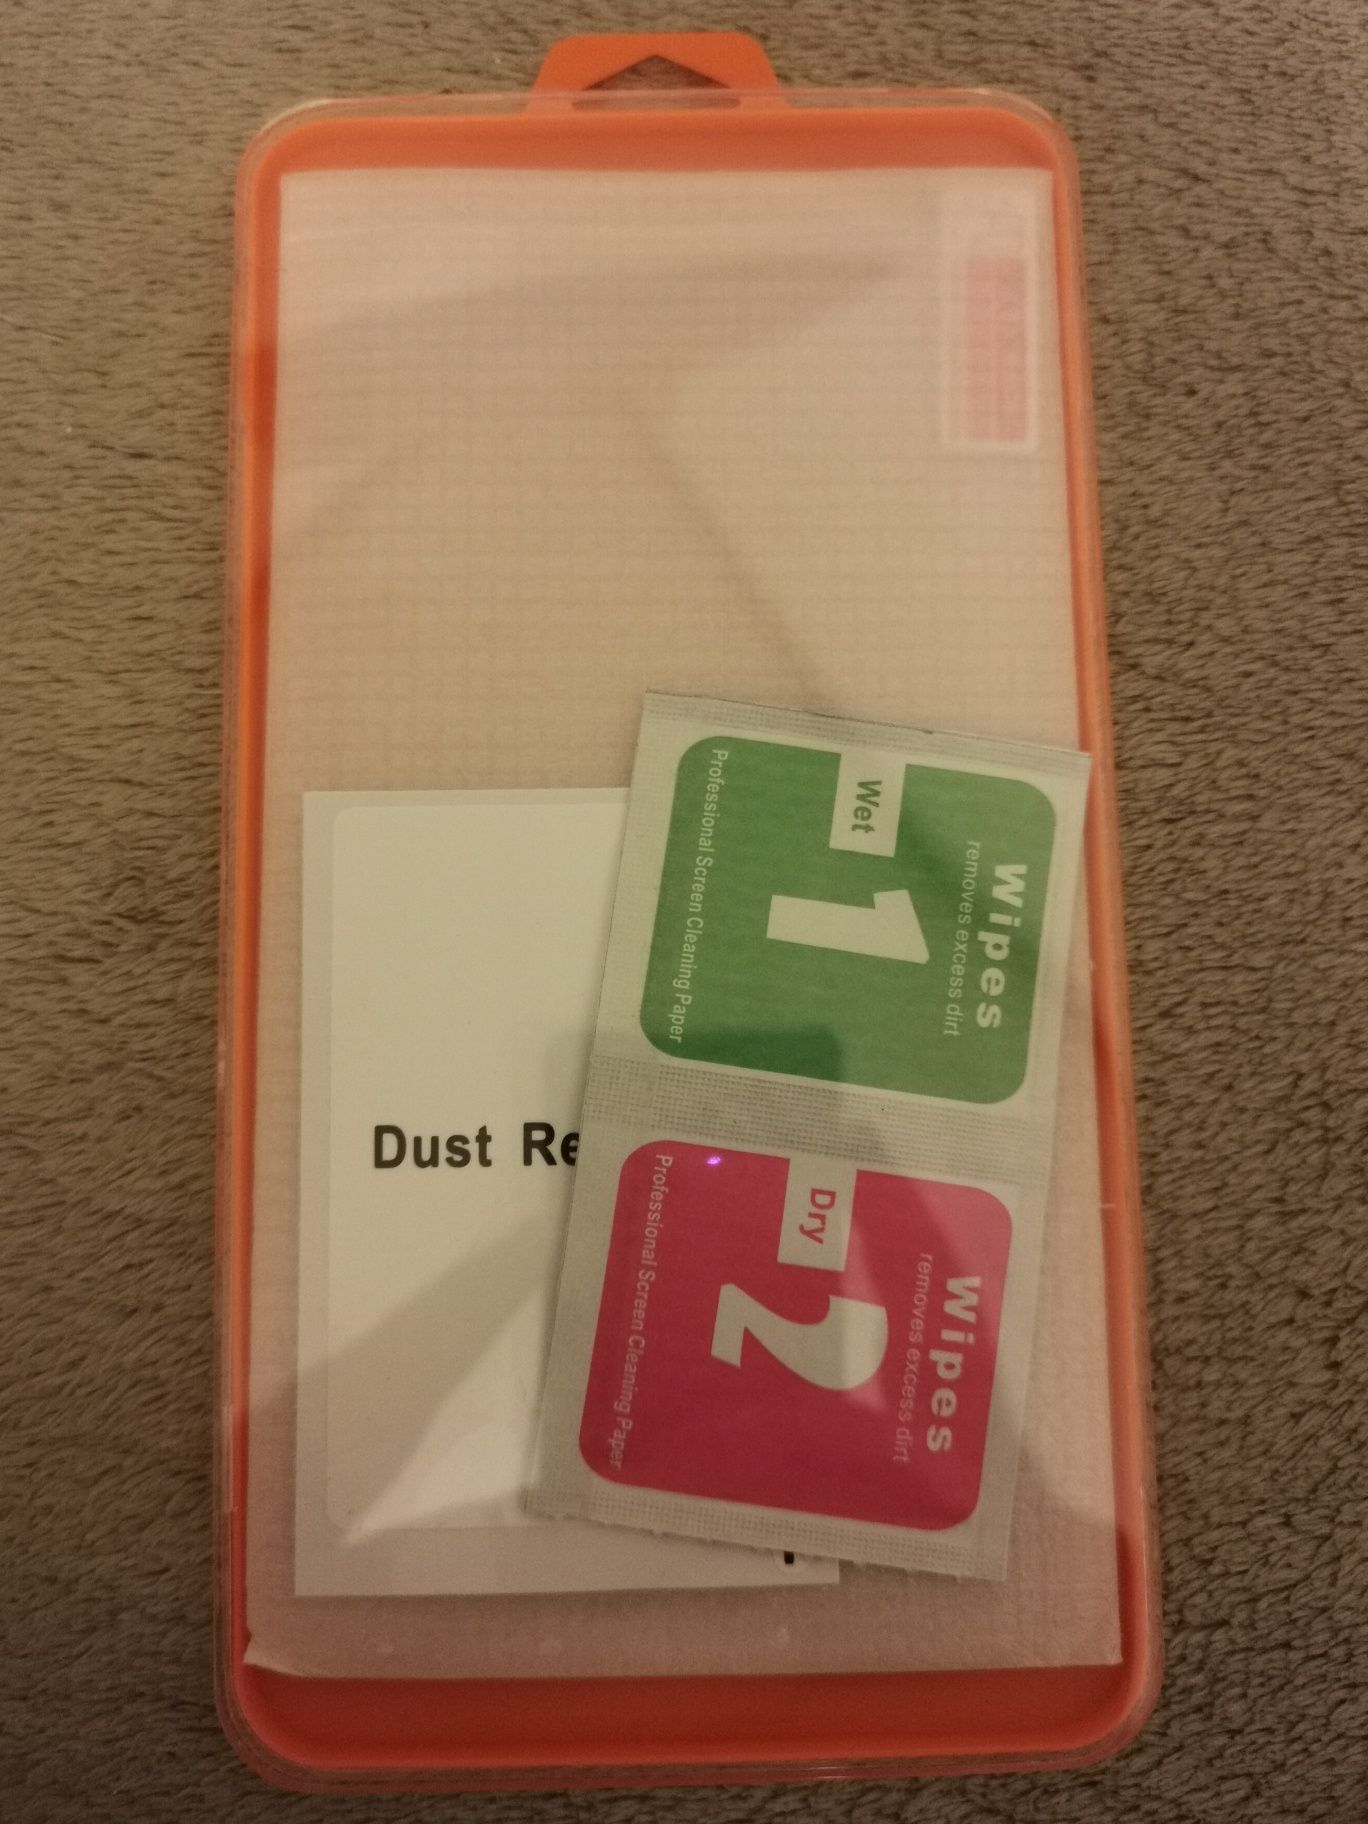 Wipes
removes excess dirt
Wet
1
Professional Screen Cleaning Paper
Dust Re
Wipes
removes excess dirt
Dry
2
Professional Screen Cleaning Paper